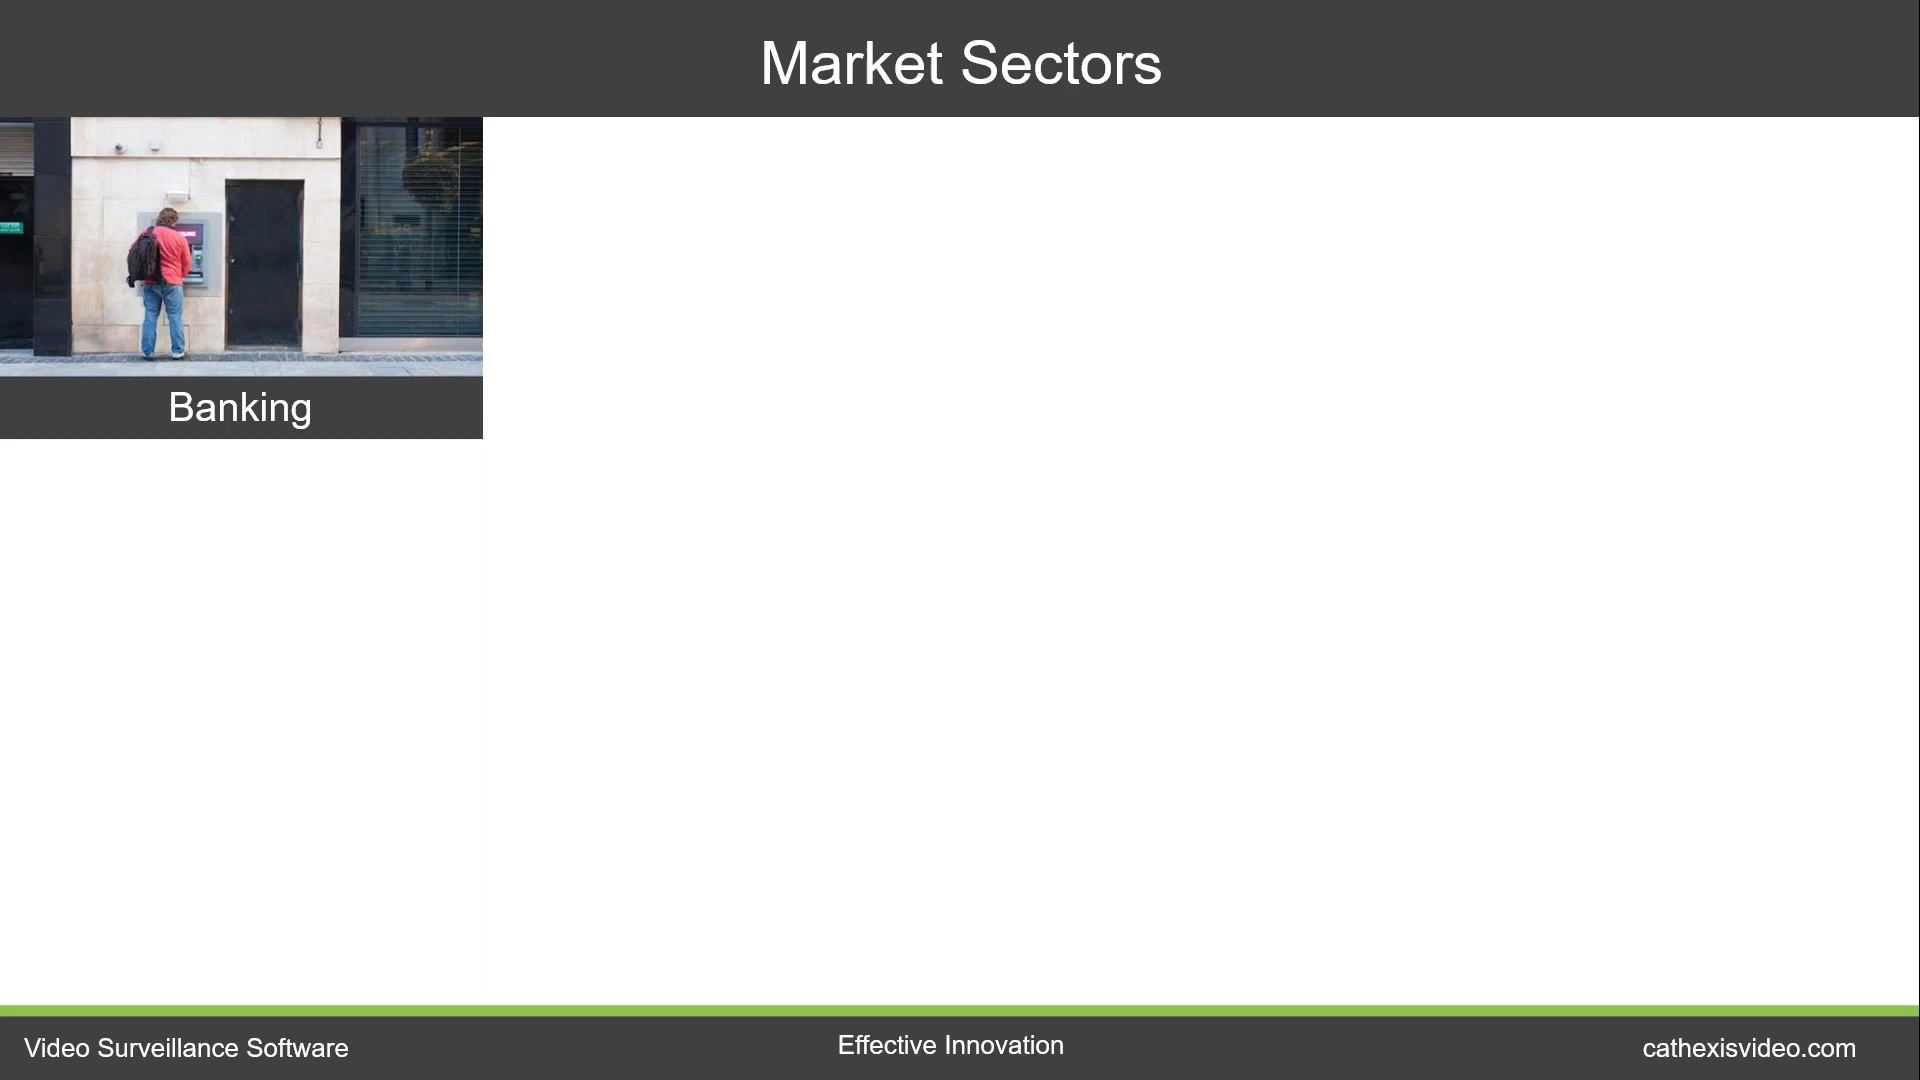 Market Sectors
Banking
Video Surveillance Software
Effective Innovation
cathexisvideo.com